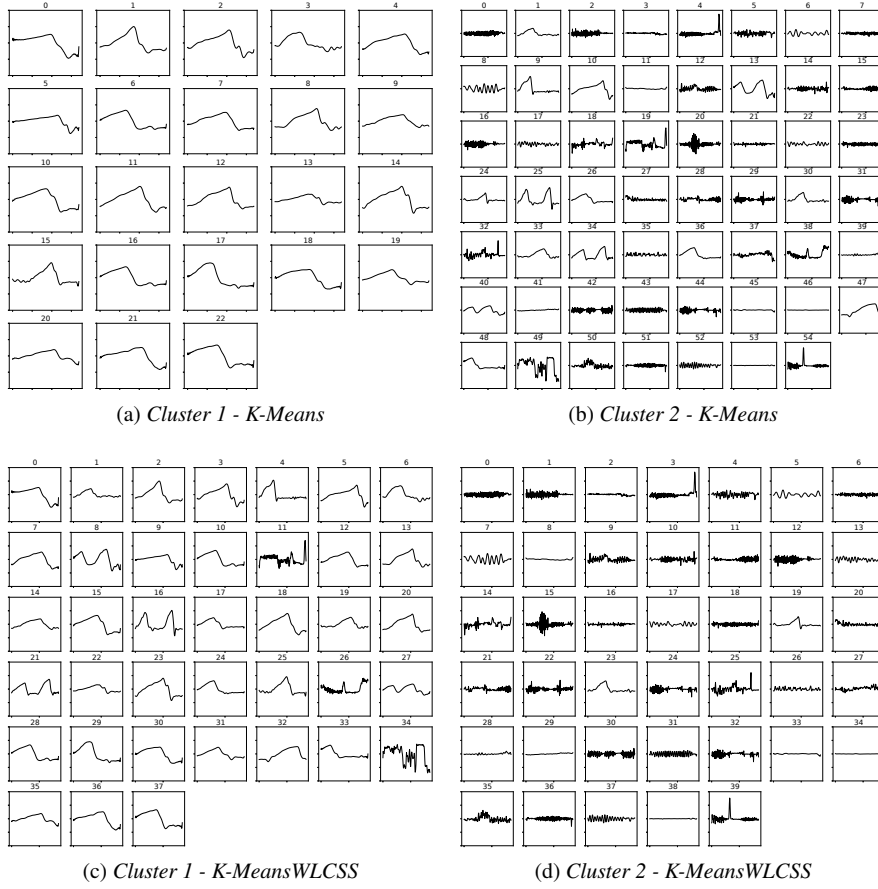 0 1 2 3 4
5 6 7 8 9
10 11 12 13 14
15 16 17 18 19
20 21 22
(a) Cluster 1 - K-Means
0 1 2 3 4 5 6 7
8 9 10 11 12 13 14 15
16 17 18 19 20 21 22 23
24 25 26 27 28 29 30 31
32 33 34 35 36 37 38 39
40 41 42 43 44 45 46 47
48 49 50 51 52 53 54
(b) Cluster 2 - K-Means
0 1 2 3 4 5 6
7 8 9 10 11 12 13
14 15 16 17 18 19 20
21 22 23 24 25 26 27
28 29 30 31 32 33 34
35 36 37
(c) Cluster 1 - K-MeansWLCSS
0 1 2 3 4 5 6
7 8 9 10 11 12 13
14 15 16 17 18 19 20
21 22 23 24 25 26 27
28 29 30 31 32 33 34
35 36 37 38 39
(d) Cluster 2 - K-MeansWLCSS